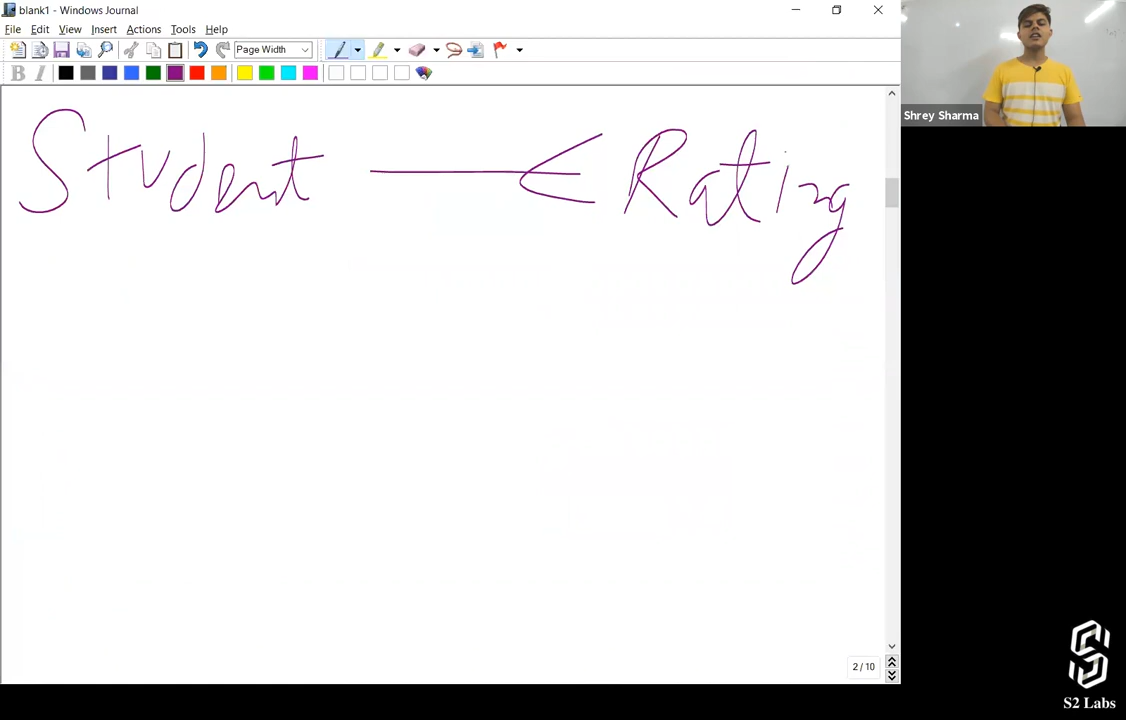 blank1 - Windows Journal
File Edit View Insert Actions Tools Help
Page Width
B I
Student Rating
Shrey Sharma
2 / 10
S2 Labs